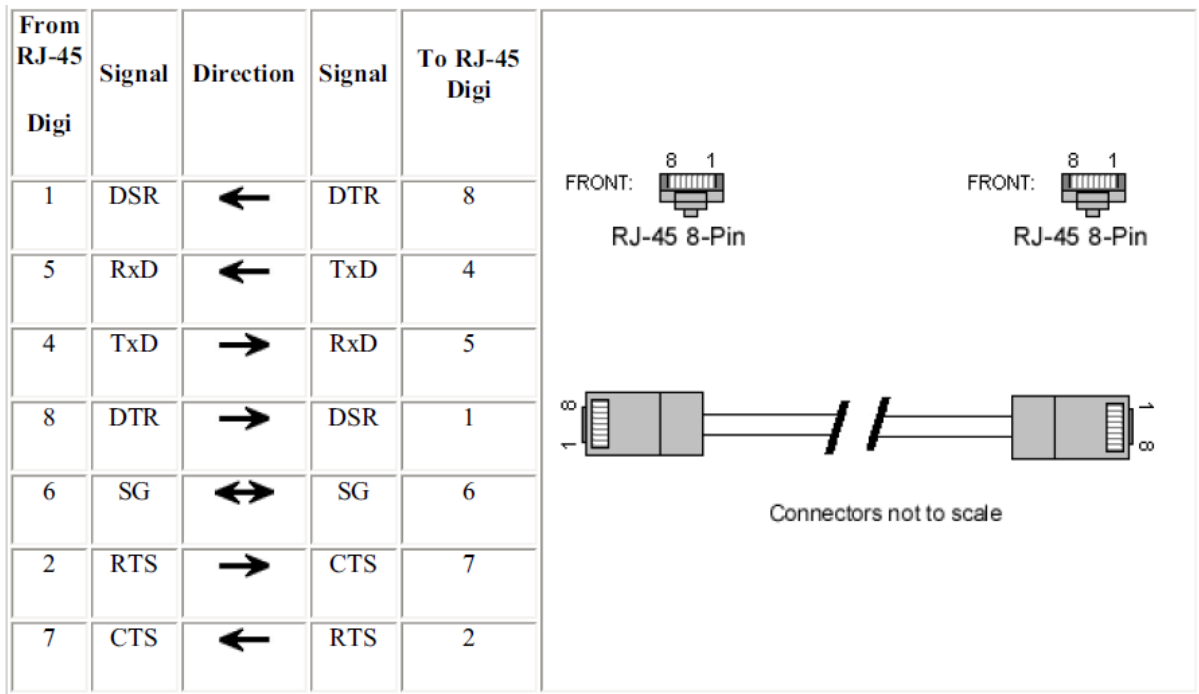 From RJ-45 Digi Signal Direction Signal To RJ-45 Digi
1 DSR ← DTR 8
5 RxD ← TxD 4
4 TxD → RxD 5
8 DTR → DSR 1
6 SG ↔ SG 6
2 RTS → CTS 7
7 CTS ← RTS 2
8 1
FRONT:
RJ-45 8-Pin
8 1
FRONT:
RJ-45 8-Pin
8
1
1
8
Connectors not to scale